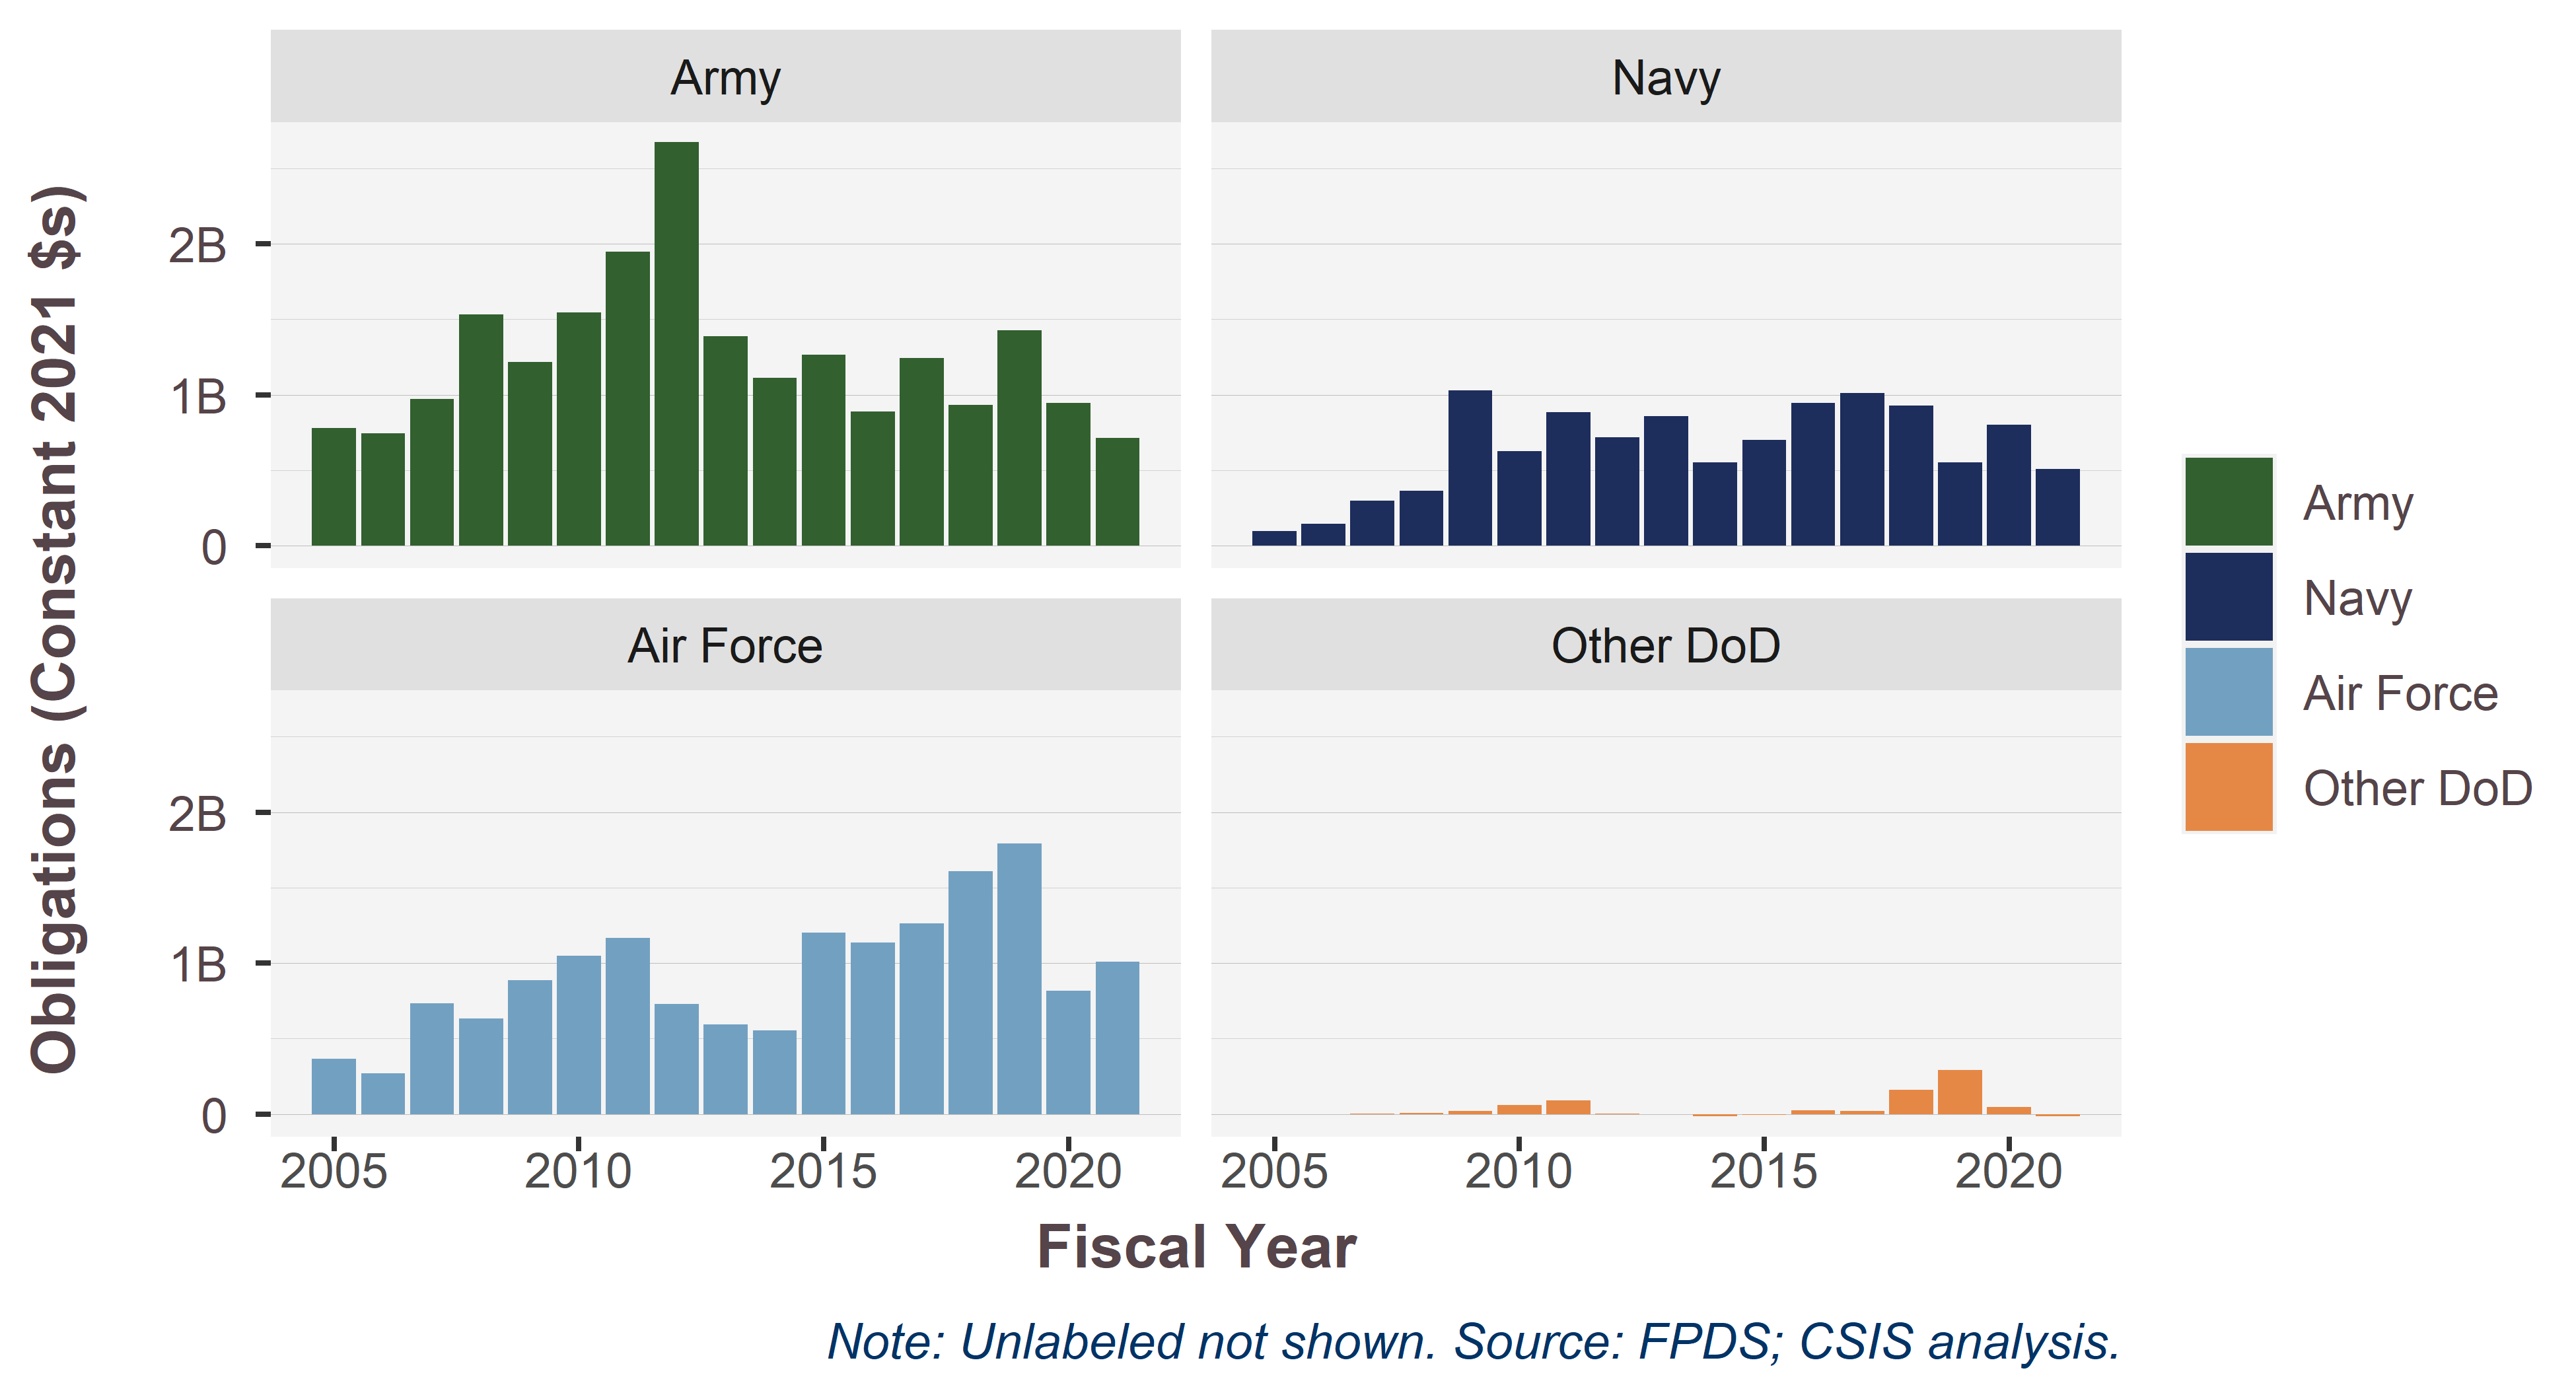 Army
Navy
Obligations (Constant 2021 $s)
2B
1B
0
Air Force
Other DoD
2B
1B
0
2005
2010
2015
2020
2005
2010
2015
2020
Fiscal Year
Army
Navy
Air Force
Other DoD
Note: Unlabeled not shown. Source: FPDS; CSIS analysis.